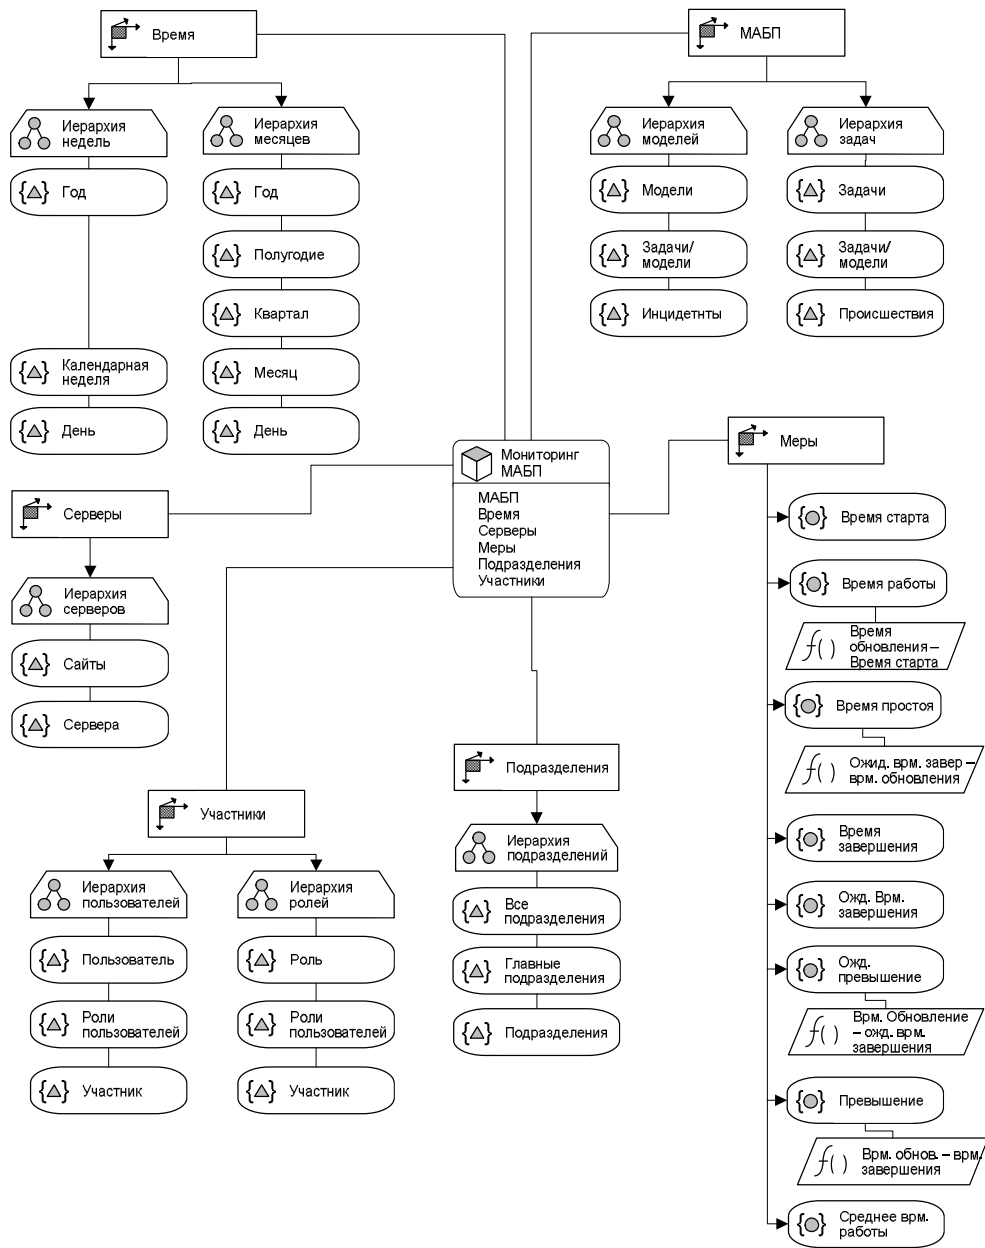 Время
Иерархия
недель
Год
Календарная
неделя
День
Иерархия
месяцев
Год
Полугодие
Квартал
Месяц
День
МАБП
Иерархия
моделей
Модели
Задачи/
модели
Инцидетнты
Иерархия
задач
Задачи
Задачи/
модели
Происшествия
Мониторинг
МАБП
МАБП
Время
Серверы
Меры
Подразделения
Участники
Серверы
Иерархия
серверов
Сайты
Сервера
Участники
Иерархия
пользователей
Пользователь
Роли
пользователей
Участник
Иерархия
ролей
Роль
Роли
пользователей
Участник
Подразделения
Иерархия
подразделений
Все
подразделения
Главные
подразделения
Подразделения
Меры
Время старта
Время работы
f()
Время
обновления –
Время старта
Время простоя
f()
Ожид. врм. завер –
врм. обновления
Время
завершения
Ожд. Врм.
завершения
Ожд.
превышение
f()
Врм. Обновление
– ожд. врм.
завершения
Превышение
f()
Врм. обнов. – врм.
завершения
Среднее врм.
работы